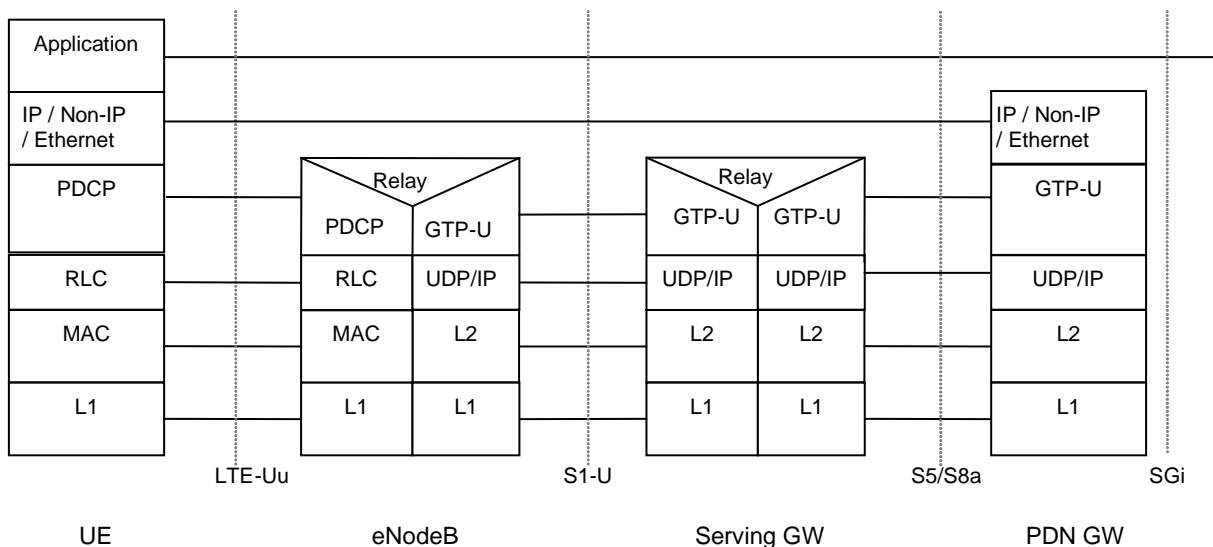 Application
IP / Non-IP
/ Ethernet
IP / Non-IP
/ Ethernet
PDCP
Relay
Relay
GTP-U
PDCP
GTP-U
GTP-U
GTP-U
RLC
RLC
UDP/IP
UDP/IP
UDP/IP
UDP/IP
MAC
MAC
L2
L2
L2
L2
L1
L1
L1
L1
L1
L1
LTE-Uu
S1-U
S5/S8a
SGi
UE
eNodeB
Serving GW
PDN GW